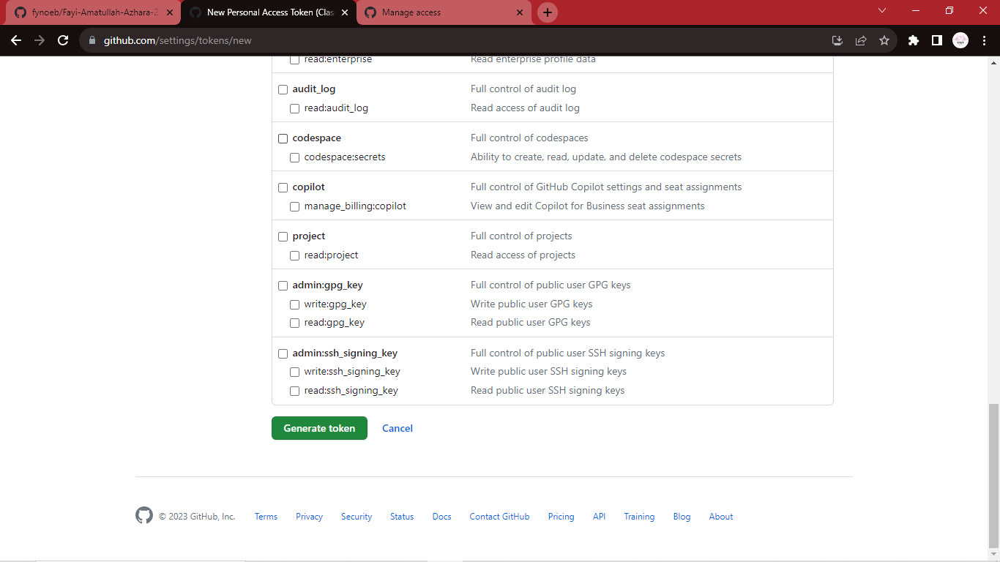 fynoeb/Fayi-Amatullah-Azhara-2
New Personal Access Token (Clas
Manage access
github.com/settings/tokens/new
read:enterprise Read enterprise profile data
audit_log Full control of audit log
read:audit_log Read access of audit log
codespace Full control of codespaces
codespace:secrets Ability to create, read, update, and delete codespace secrets
copilot Full control of GitHub Copilot settings and seat assignments
manage_billing:copilot View and edit Copilot for Business seat assignments
project Full control of projects
read:project Read access of projects
admin:gpg_key Full control of public user GPG keys
write:gpg_key Write public user GPG keys
read:gpg_key Read public user GPG keys
admin:ssh_signing_key Full control of public user SSH signing keys
write:ssh_signing_key Write public user SSH signing keys
read:ssh_signing_key Read public user SSH signing keys
Generate token Cancel
© 2023 GitHub, Inc. Terms Privacy Security Status Docs Contact GitHub Pricing API Training Blog About